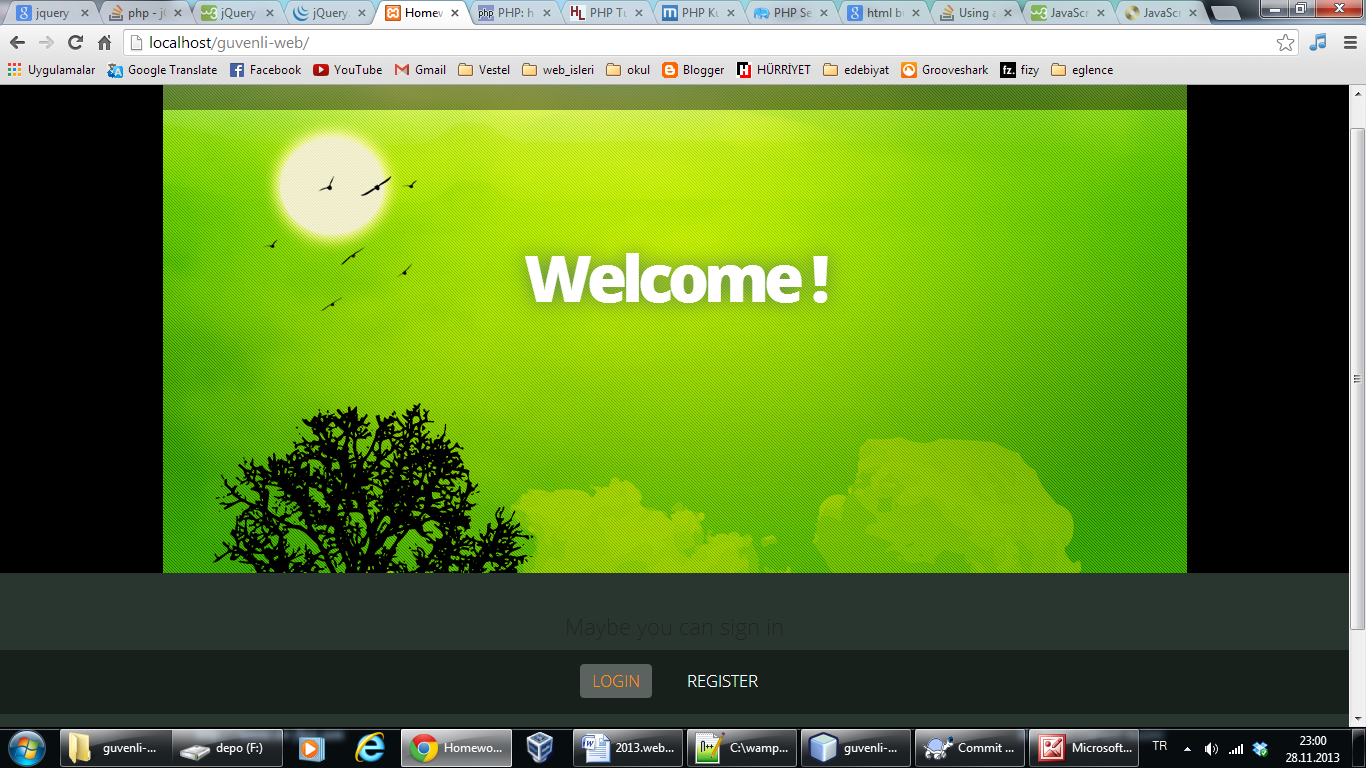 jquery
php - j
jQuery
jQuery
Homew
PHP: h
PHP Tu
PHP Ku
PHP Se
html b
Using a
JavaScr
JavaScr
localhost/guvenli-web/
Uygulamalar
Google Translate
Facebook
YouTube
Gmail
Vestel
web_isleri
okul
Blogger
HÜRRİYET
edebiyat
Grooveshark
fizy
eglence
Welcome !
Maybe you can sign in
LOGIN REGISTER
guvenli-...
depo (F:)
Homewo...
2013.web...
C:\wamp...
guvenli-...
Commit ...
Microsoft...
TR
23:00
28.11.2013